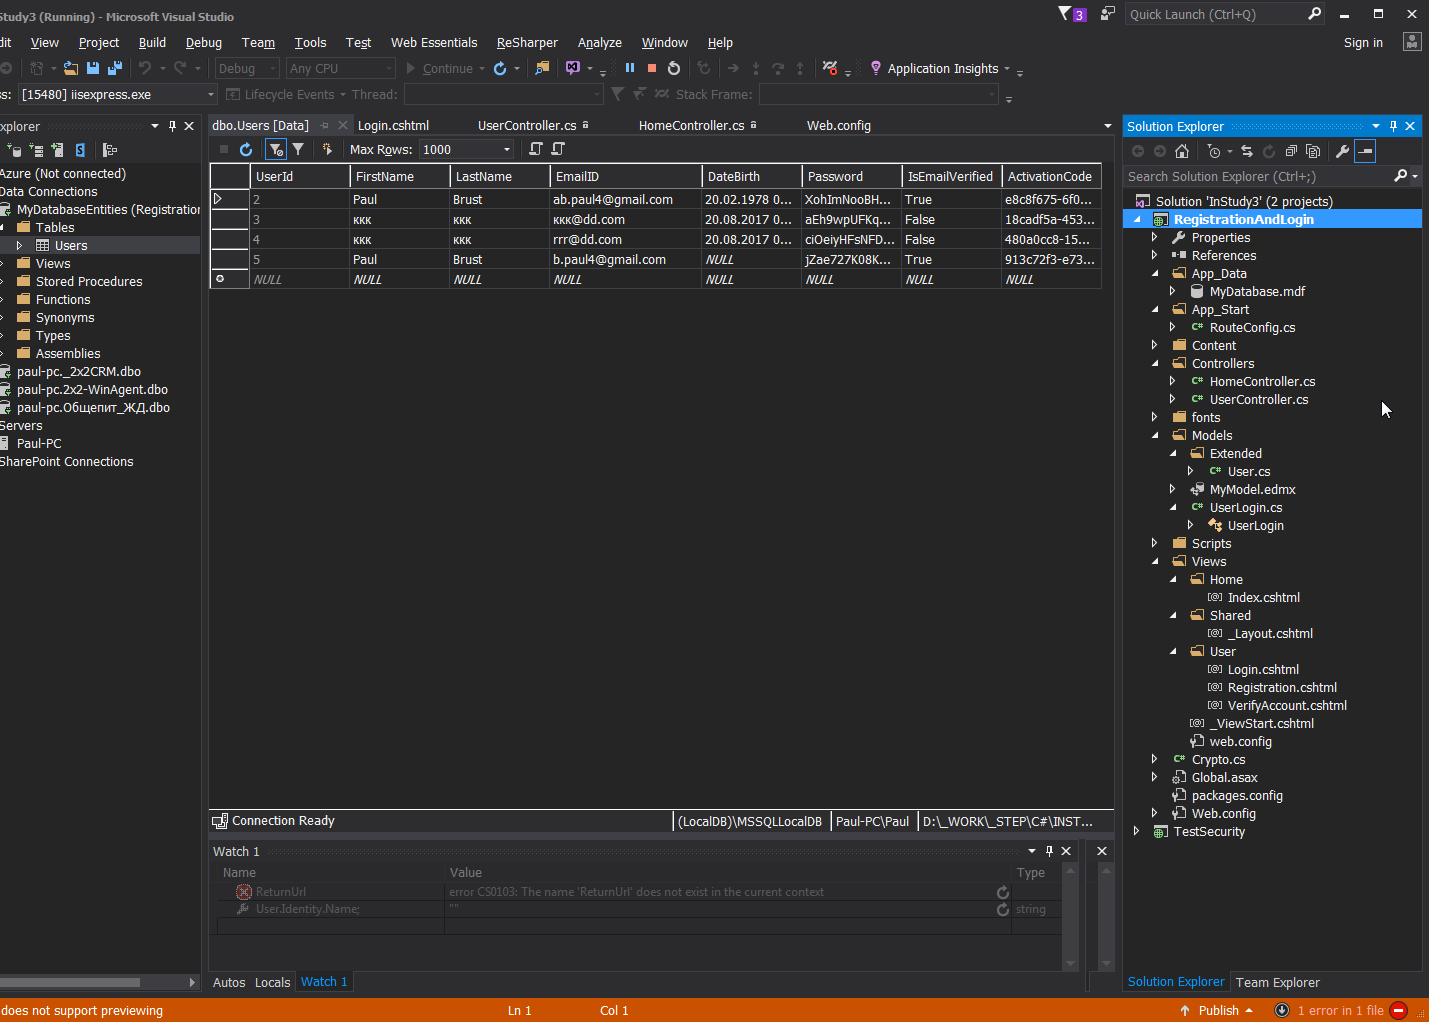 Study3 (Running) - Microsoft Visual Studio
3
Quick Launch (Ctrl+Q)
dit View Project Build Debug Team Tools Test Web Essentials ReSharper Analyze Window Help
Sign in
Debug Any CPU Continue Application Insights
s: [15480] iisexpress.exe Lifecycle Events Thread: Stack Frame:
xplorer
Azure (Not connected)
Data Connections
MyDatabaseEntities (Registration
Tables
Users
Views
Stored Procedures
Functions
Synonyms
Types
Assemblies
paul-pc._2x2CRM.dbo
paul-pc.2x2-WinAgent.dbo
paul-pc.Общепит_ЖД.dbo
Servers
Paul-PC
SharePoint Connections
dbo.Users [Data] Login.cshtml UserController.cs HomeController.cs Web.config
Max Rows: 1000
UserId FirstName LastName EmailID DateBirth Password IsEmailVerified ActivationCode
2 Paul Brust ab.paul4@gmail.com 20.02.1978 0... XohImNooBH... True e8c8f675-6f0...
3 ккк ккк ккк@dd.com 20.08.2017 0... aEh9wpUFKq... False 18cadf5a-453...
4 ккк ккк rrr@dd.com 20.08.2017 0... ciOeiyHFsNFD... False 480a0cc8-15...
5 Paul Brust b.paul4@gmail.com NULL jZae727K08K... True 913c72f3-e73...
NULL NULL NULL NULL NULL NULL NULL NULL
Connection Ready (LocalDB)\MSSQLLocalDB Paul-PC\Paul D:\_WORK\_STEP\C#\INST...
Watch 1
Name Value Type
ReturnUrl error CS0103: The name 'ReturnUrl' does not exist in the current context
User.Identity.Name; "" string
Autos Locals Watch 1
Solution Explorer
Search Solution Explorer (Ctrl+;)
Solution 'InStudy3' (2 projects)
RegistrationAndLogin
Properties
References
App_Data
MyDatabase.mdf
App_Start
RouteConfig.cs
Content
Controllers
HomeController.cs
UserController.cs
fonts
Models
Extended
User.cs
MyModel.edmx
UserLogin.cs
UserLogin
Scripts
Views
Home
Index.cshtml
Shared
_Layout.cshtml
User
Login.cshtml
Registration.cshtml
VerifyAccount.cshtml
_ViewStart.cshtml
web.config
Crypto.cs
Global.asax
packages.config
Web.config
TestSecurity
Solution Explorer Team Explorer
does not support previewing Ln 1 Col 1 Publish 1 error in 1 file